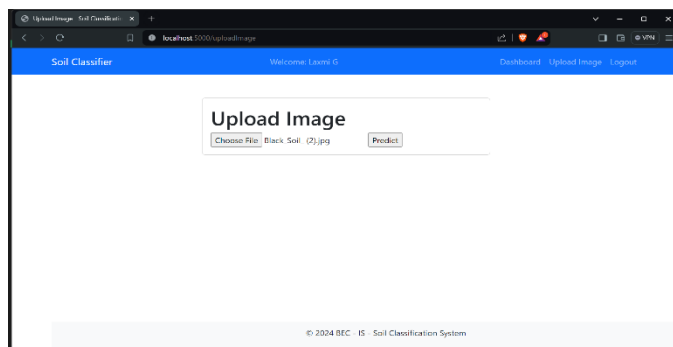 Upload Image - Soil Classificatio
localhost:5000/uploadImage
VPN
Soil Classifier Welcome: Laxmi G Dashboard Upload Image Logout
Upload Image
Choose File Black Soil_ (2).jpg Predict
© 2024 BEC - IS - Soil Classification System